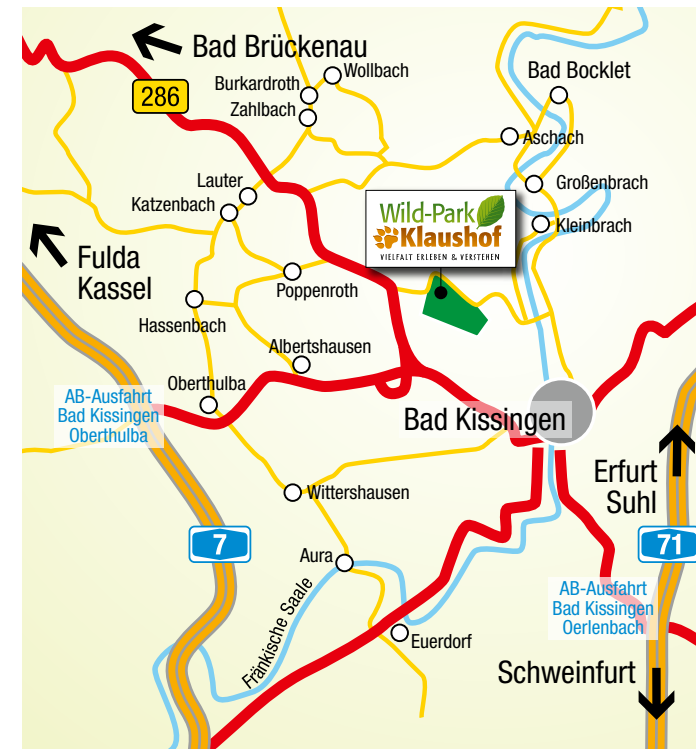 Bad Brückenau
286
Wollbach
Burkardroth
Zahlbach
Bad Bocklet
Aschach
Lauter
Katzenbach
Großenbrach
Kleinbrach
Wild-Park
Klaushof
VIELFALT ERLEBEN & VERSTEHEN
Fulda
Kassel
Poppenroth
Hassenbach
Albertshausen
Oberthulba
AB-Ausfahrt
Bad Kissingen
Oberthulba
Bad Kissingen
Erfurt
Suhl
Wittershausen
7
71
Aura
Fränkische Saale
AB-Ausfahrt
Bad Kissingen
Oerlenbach
Euerdorf
Schweinfurt